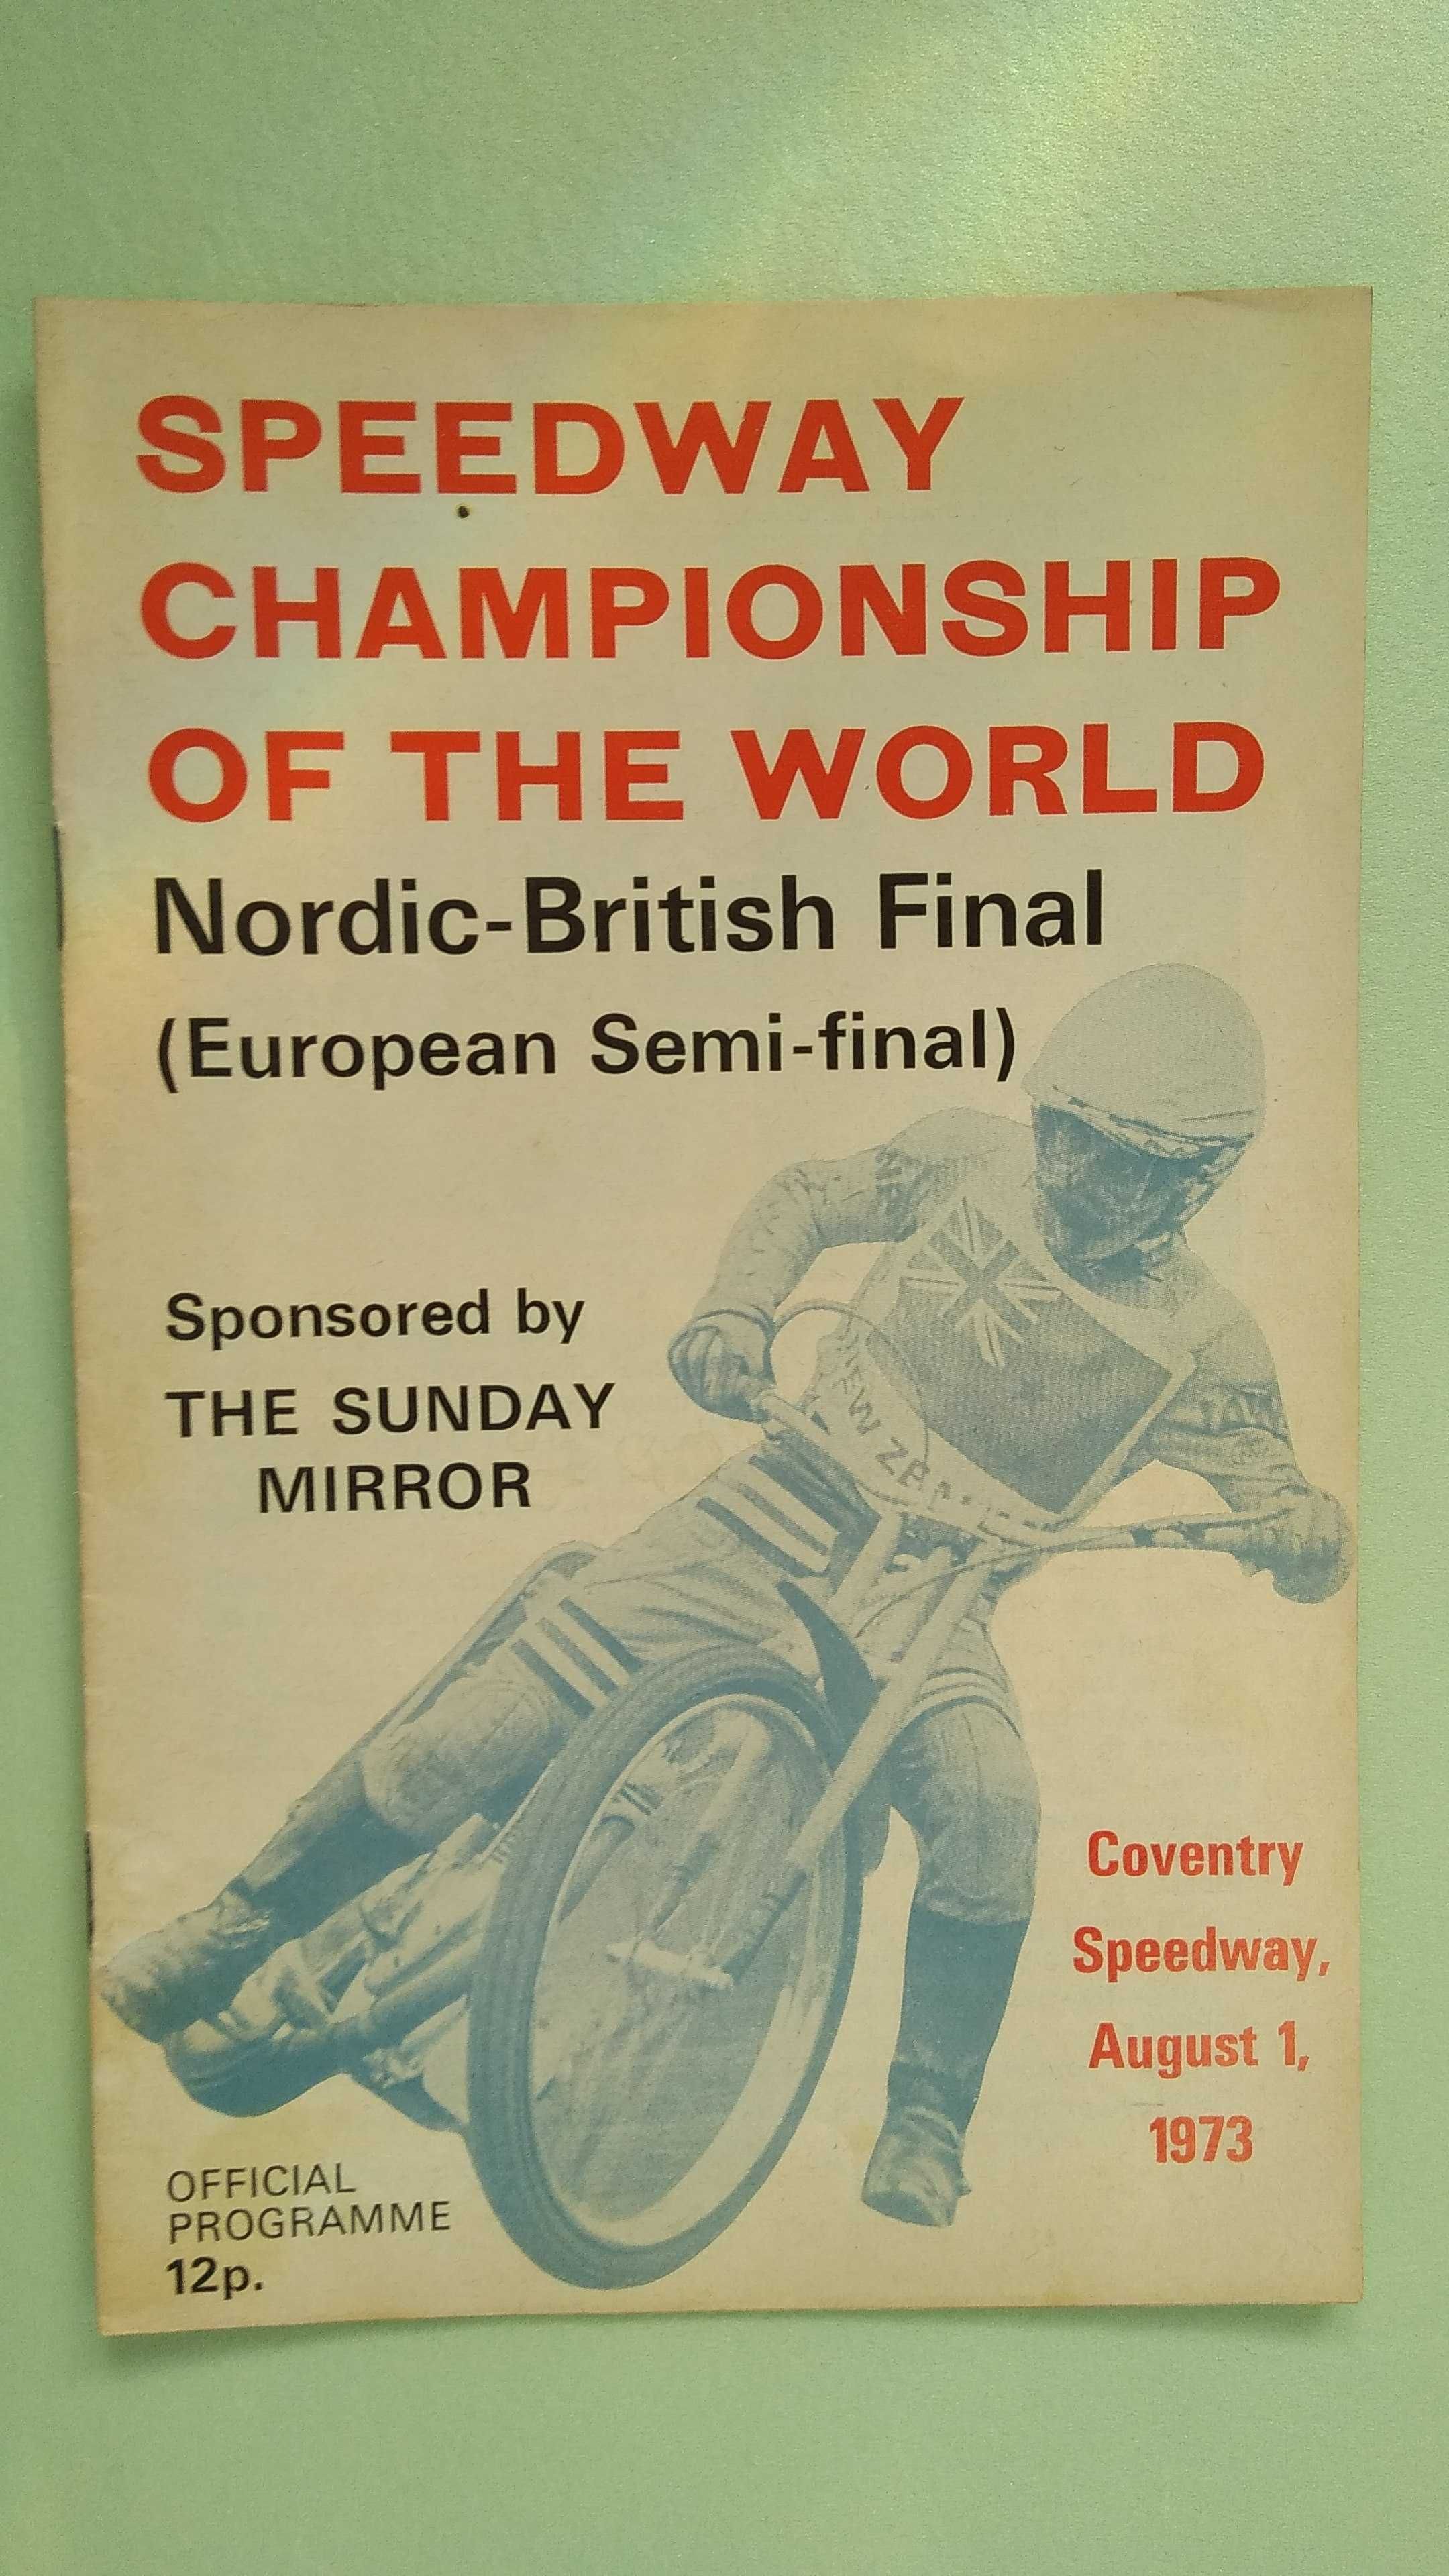 SPEEDWAY
CHAMPIONSHIP
OF THE WORLD
Nordic-British Final
(European Semi-final)
Sponsored by
THE SUNDAY
MIRROR
Coventry
Speedway,
August 1,
1973
OFFICIAL
PROGRAMME
12p.